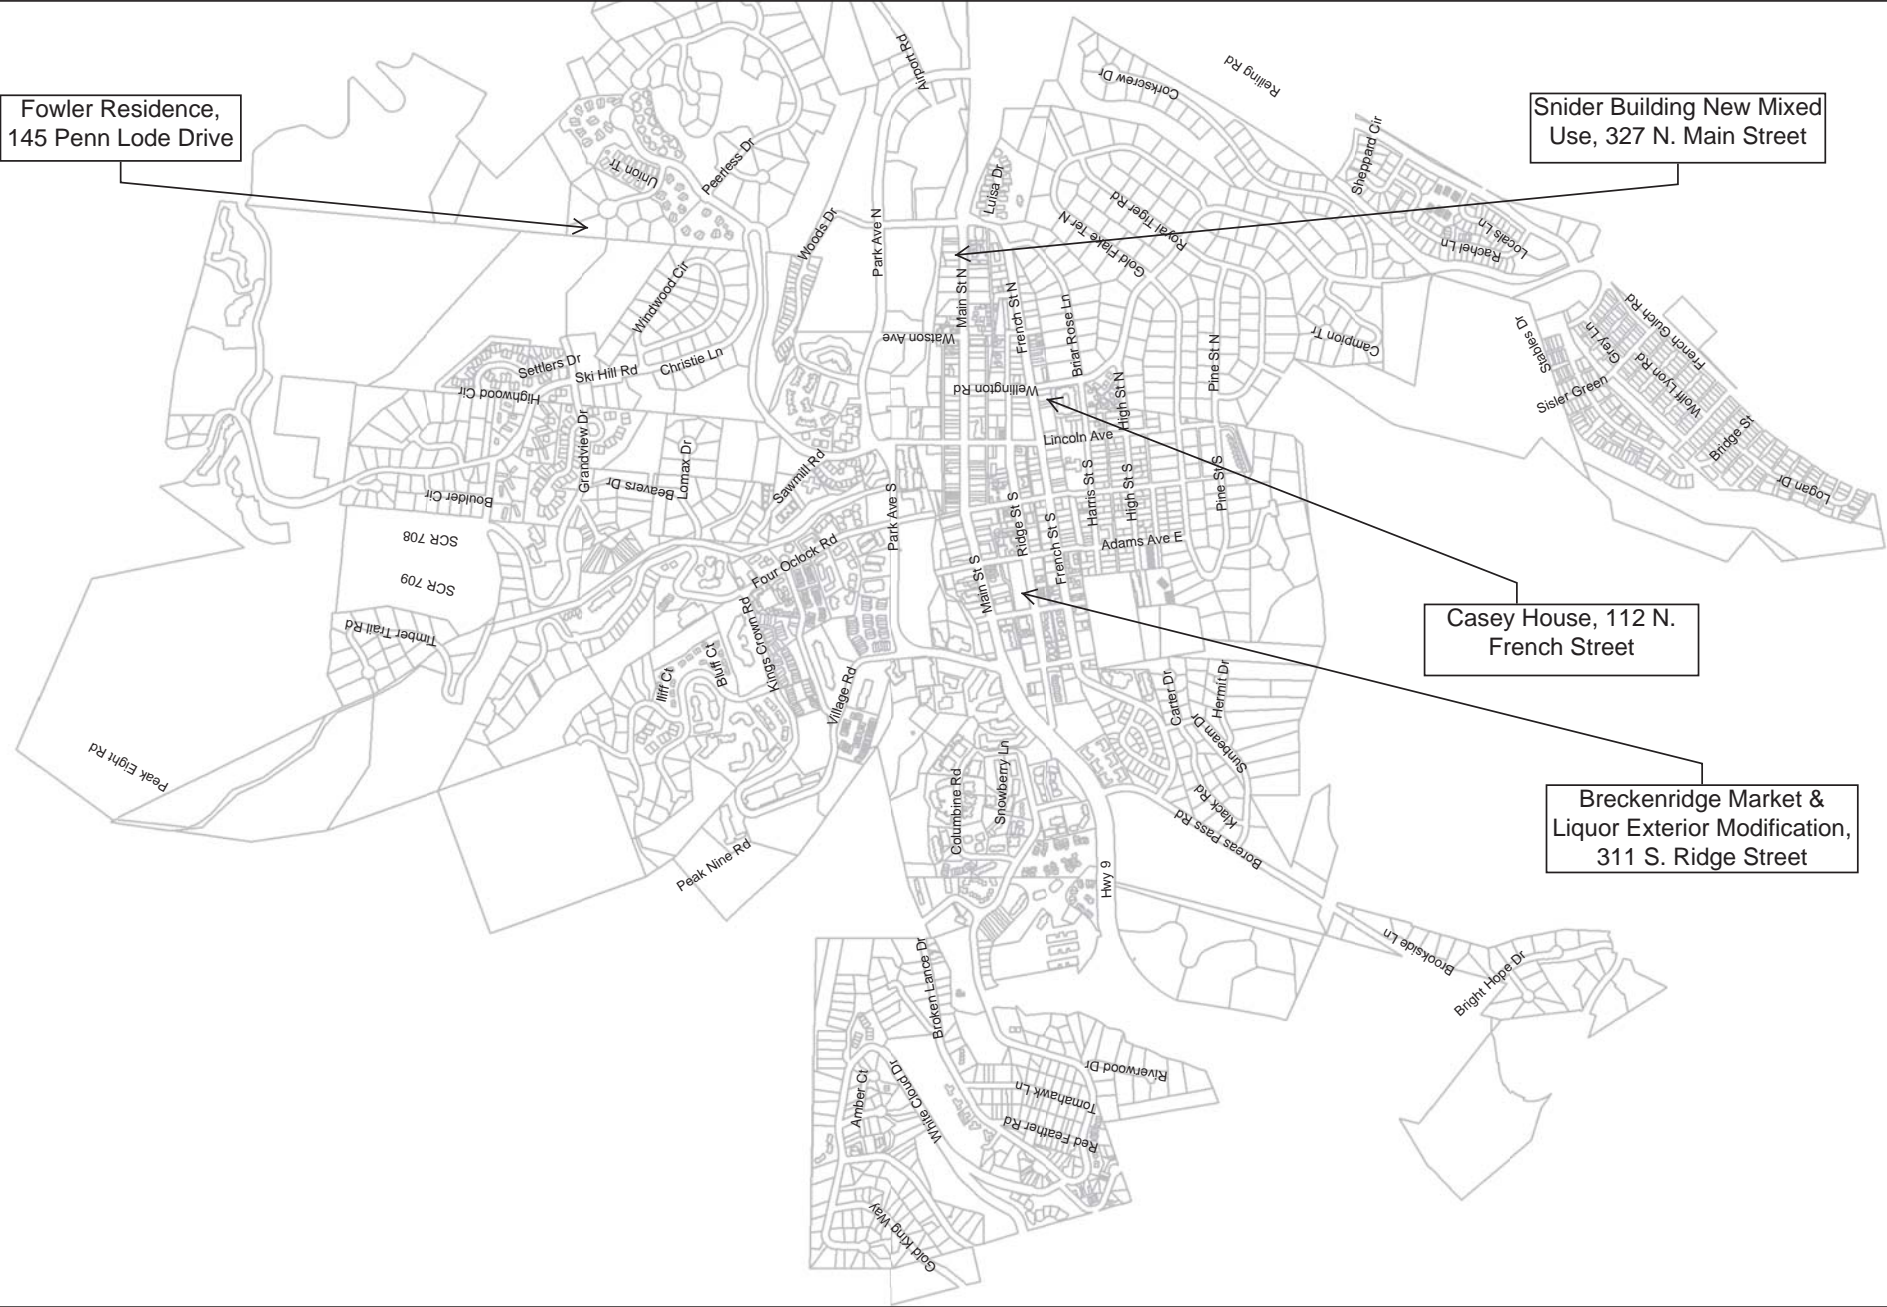 Fowler Residence,
145 Penn Lode Drive
Snider Building New Mixed
Use, 327 N. Main Street
Casey House, 112 N.
French Street
Breckenridge Market &
Liquor Exterior Modification,
311 S. Ridge Street
Airport Rd
Corkscrew Dr
Reiling Rd
Sheppard Cir
Union Tr
Peerless Dr
Luisa Dr
Woods Dr
Park Ave N
Royal Tiger Rd
Gold Flake Ter N
Locals Ln
Rachel Ln
Windwood Cir
Main St N
French St N
Briar Rose Ln
Watson Ave
Pine St N
Campion Tr
Stables Dr
Grey Ln
French Gulch Rd
Wolff Lyon Rd
Sisler Green
Bridge St
Logan Dr
Settlers Dr
Ski Hill Rd
Christie Ln
Highwood Cir
Wellington Rd
High St N
Lincoln Ave
Grandview Dr
Lomax Dr
Beavers Dr
Sawmill Rd
Boulder Cir
Park Ave S
Harris St S
High St S
Pine St S
Ridge St S
French St S
Adams Ave E
SCR 708
SCR 709
Four Oclock Rd
Main St S
Timber Trail Rd
Kings Crown Rd
Bluff Ct
Iliff Ct
Village Rd
Carter Dr
Hermit Dr
Sunbeam Dr
Klack Rd
Boreas Pass Rd
Peak Eight Rd
Columbine Rd
Snowberry Ln
Peak Nine Rd
Hwy 9
Brookside Ln
Bright Hope Dr
Broken Lance Dr
White Cloud Dr
Amber Ct
Riverwood Dr
Tomahawk Ln
Red Feather Rd
Gold King Way